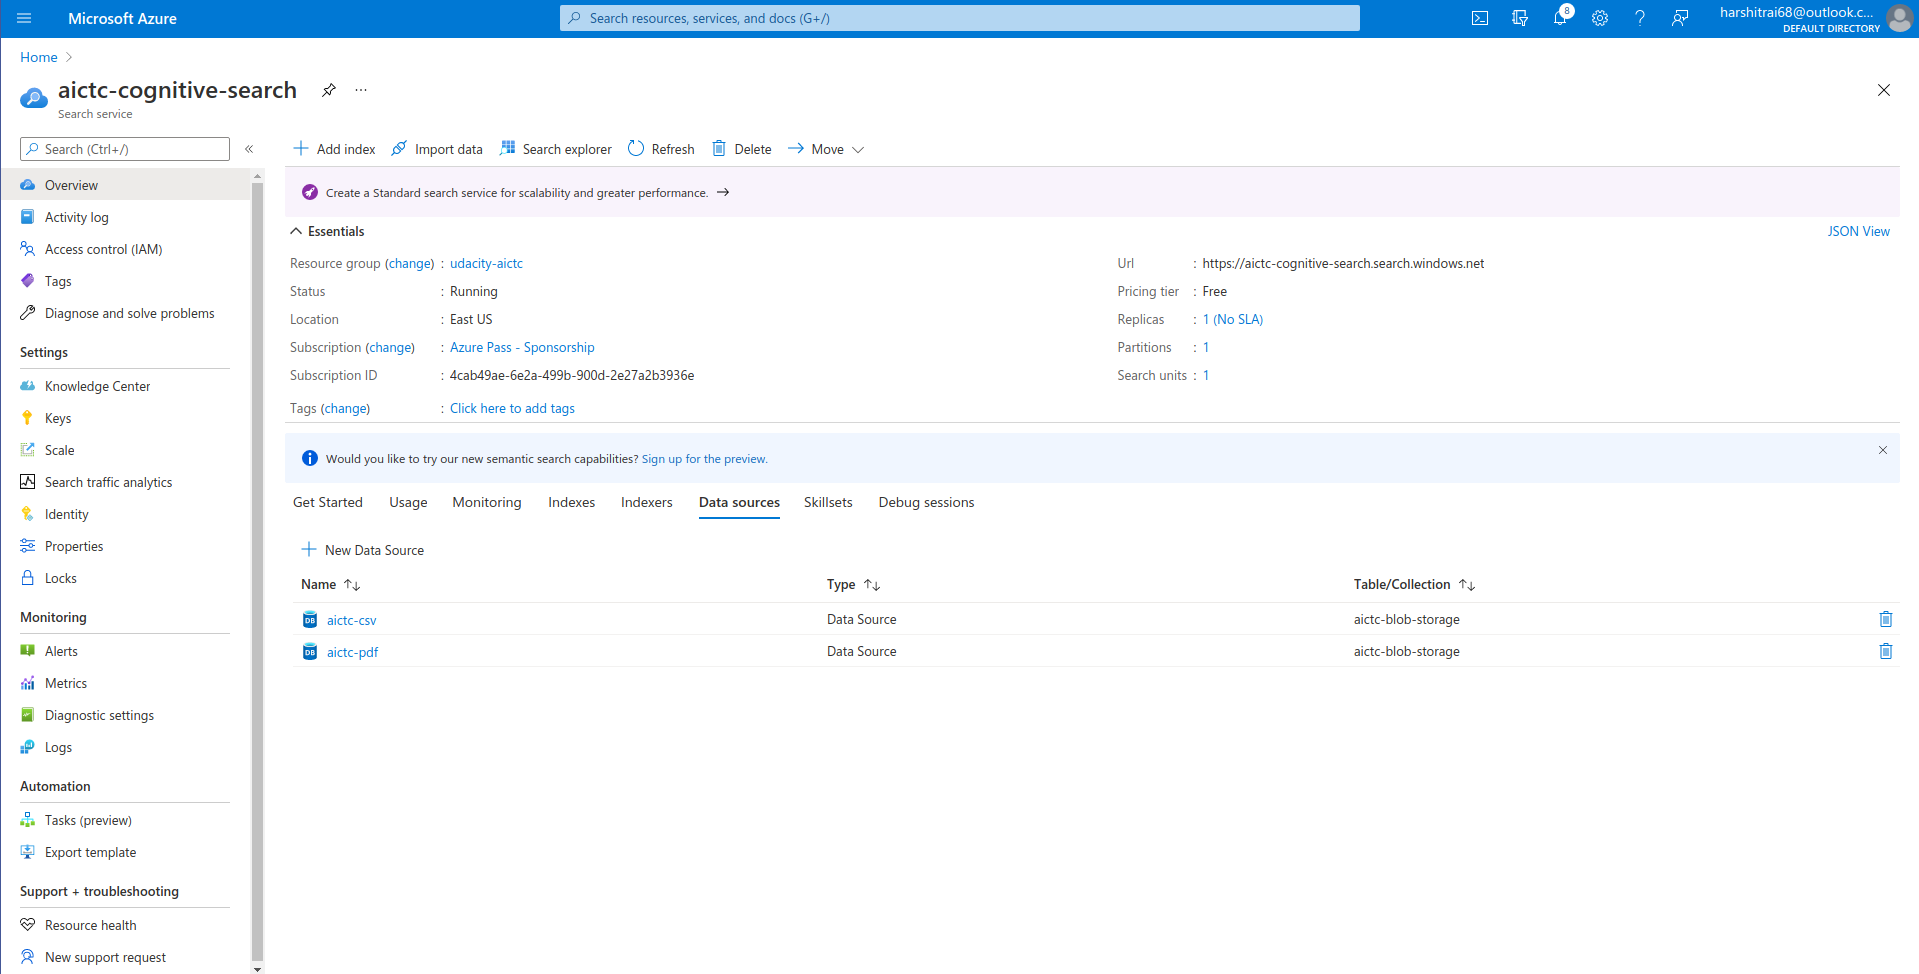 Microsoft Azure
Search resources, services, and docs (G+/)
8
harshitrai68@outlook.c...
DEFAULT DIRECTORY
Home
aictc-cognitive-search
Search service
Search (Ctrl+/)
Overview
Activity log
Access control (IAM)
Tags
Diagnose and solve problems
Settings
Knowledge Center
Keys
Scale
Search traffic analytics
Identity
Properties
Locks
Monitoring
Alerts
Metrics
Diagnostic settings
Logs
Automation
Tasks (preview)
Export template
Support + troubleshooting
Resource health
New support request
Add index Import data Search explorer Refresh Delete Move
Create a Standard search service for scalability and greater performance.
Essentials JSON View
Resource group (change) : udacity-aictc
Status : Running
Location : East US
Subscription (change) : Azure Pass - Sponsorship
Subscription ID : 4cab49ae-6e2a-499b-900d-2e27a2b3936e
Tags (change) : Click here to add tags
Url : https://aictc-cognitive-search.search.windows.net
Pricing tier : Free
Replicas : 1 (No SLA)
Partitions : 1
Search units : 1
Would you like to try our new semantic search capabilities? Sign up for the preview.
Get Started Usage Monitoring Indexes Indexers Data sources Skillsets Debug sessions
New Data Source
Name Type Table/Collection
DB aictc-csv Data Source aictc-blob-storage
DB aictc-pdf Data Source aictc-blob-storage